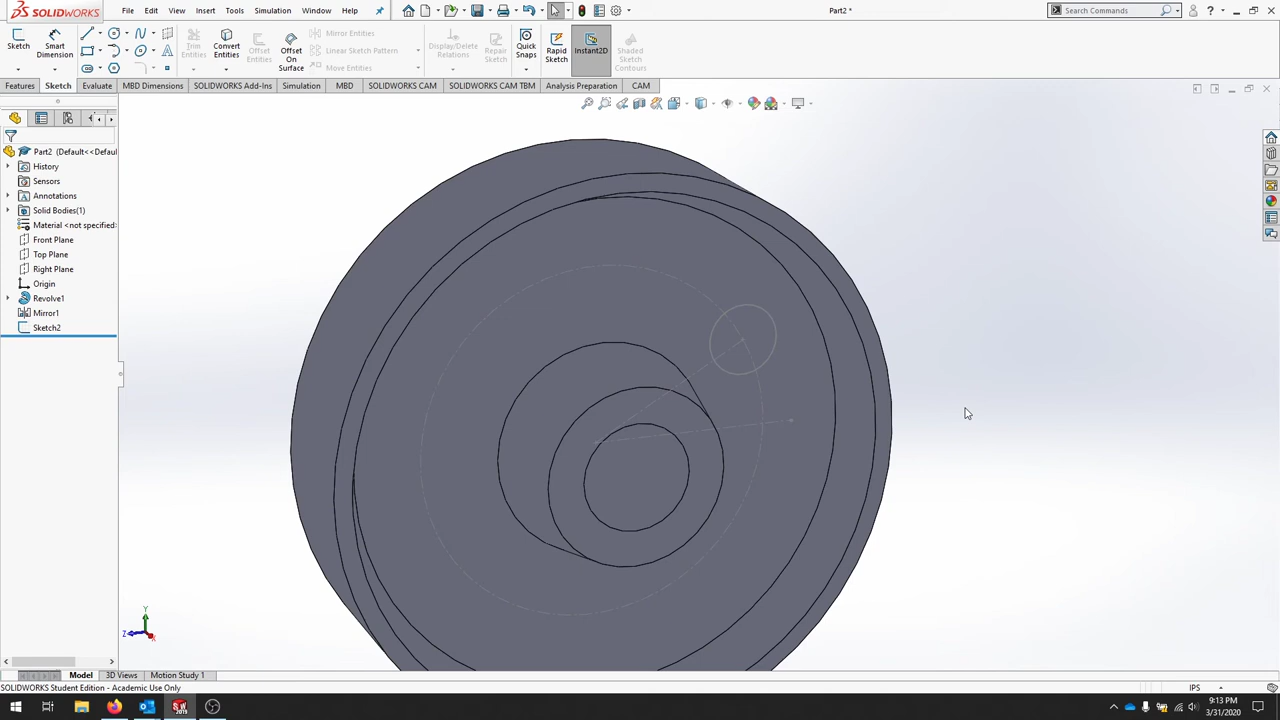 SOLIDWORKS File Edit View Insert Tools Simulation Window Help Part2 * Search Commands
Sketch Smart Dimension Trim Entities Convert Entities Offset Entities Offset On Surface Mirror Entities Linear Sketch Pattern Move Entities Display/Delete Relations Repair Sketch Quick Snaps Rapid Sketch Instant2D Shaded Sketch Contours
Features Sketch Evaluate MBD Dimensions SOLIDWORKS Add-Ins Simulation MBD SOLIDWORKS CAM SOLIDWORKS CAM TBM Analysis Preparation CAM
Part2 (Default<<Defaul
History
Sensors
Annotations
Solid Bodies(1)
Material <not specified>
Front Plane
Top Plane
Right Plane
Origin
Revolve1
Mirror1
Sketch2
Y
Z X
Model 3D Views Motion Study 1
SOLIDWORKS Student Edition - Academic Use Only IPS
9:13 PM
3/31/2020